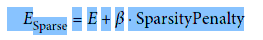 E_Sparse = E + β · SparsityPenalty